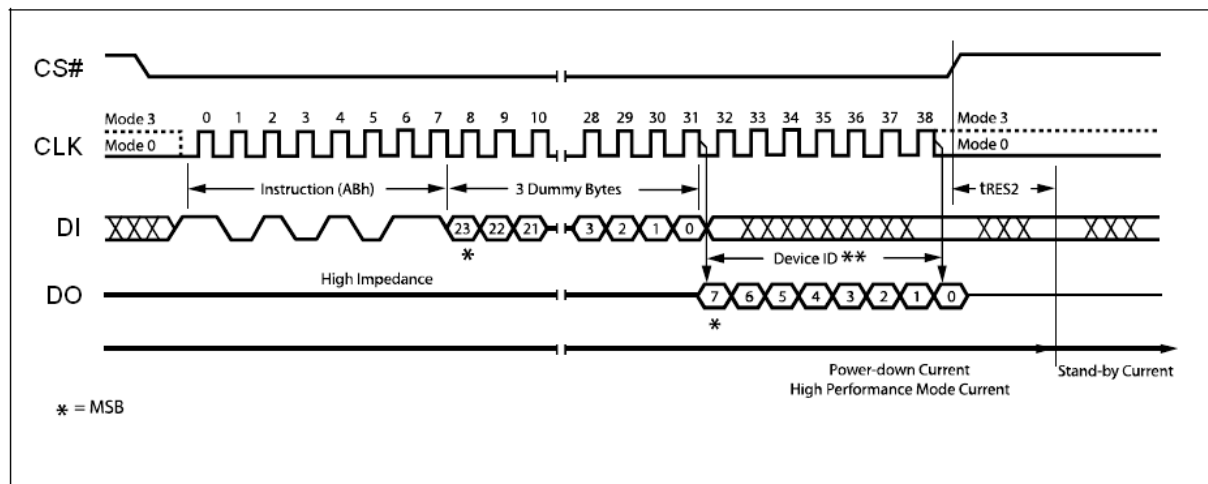 CS#
Mode 3
0 1 2 3 4 5 6 7 8 9 10 28 29 30 31 32 33 34 35 36 37 38
Mode 3
CLK
Mode 0
Mode 0
Instruction (ABh)
3 Dummy Bytes
tRES2
DI
23 22 21 3 2 1 0
*
Device ID **
High Impedance
DO
7 6 5 4 3 2 1 0
*
Power-down Current
High Performance Mode Current
Stand-by Current
* = MSB